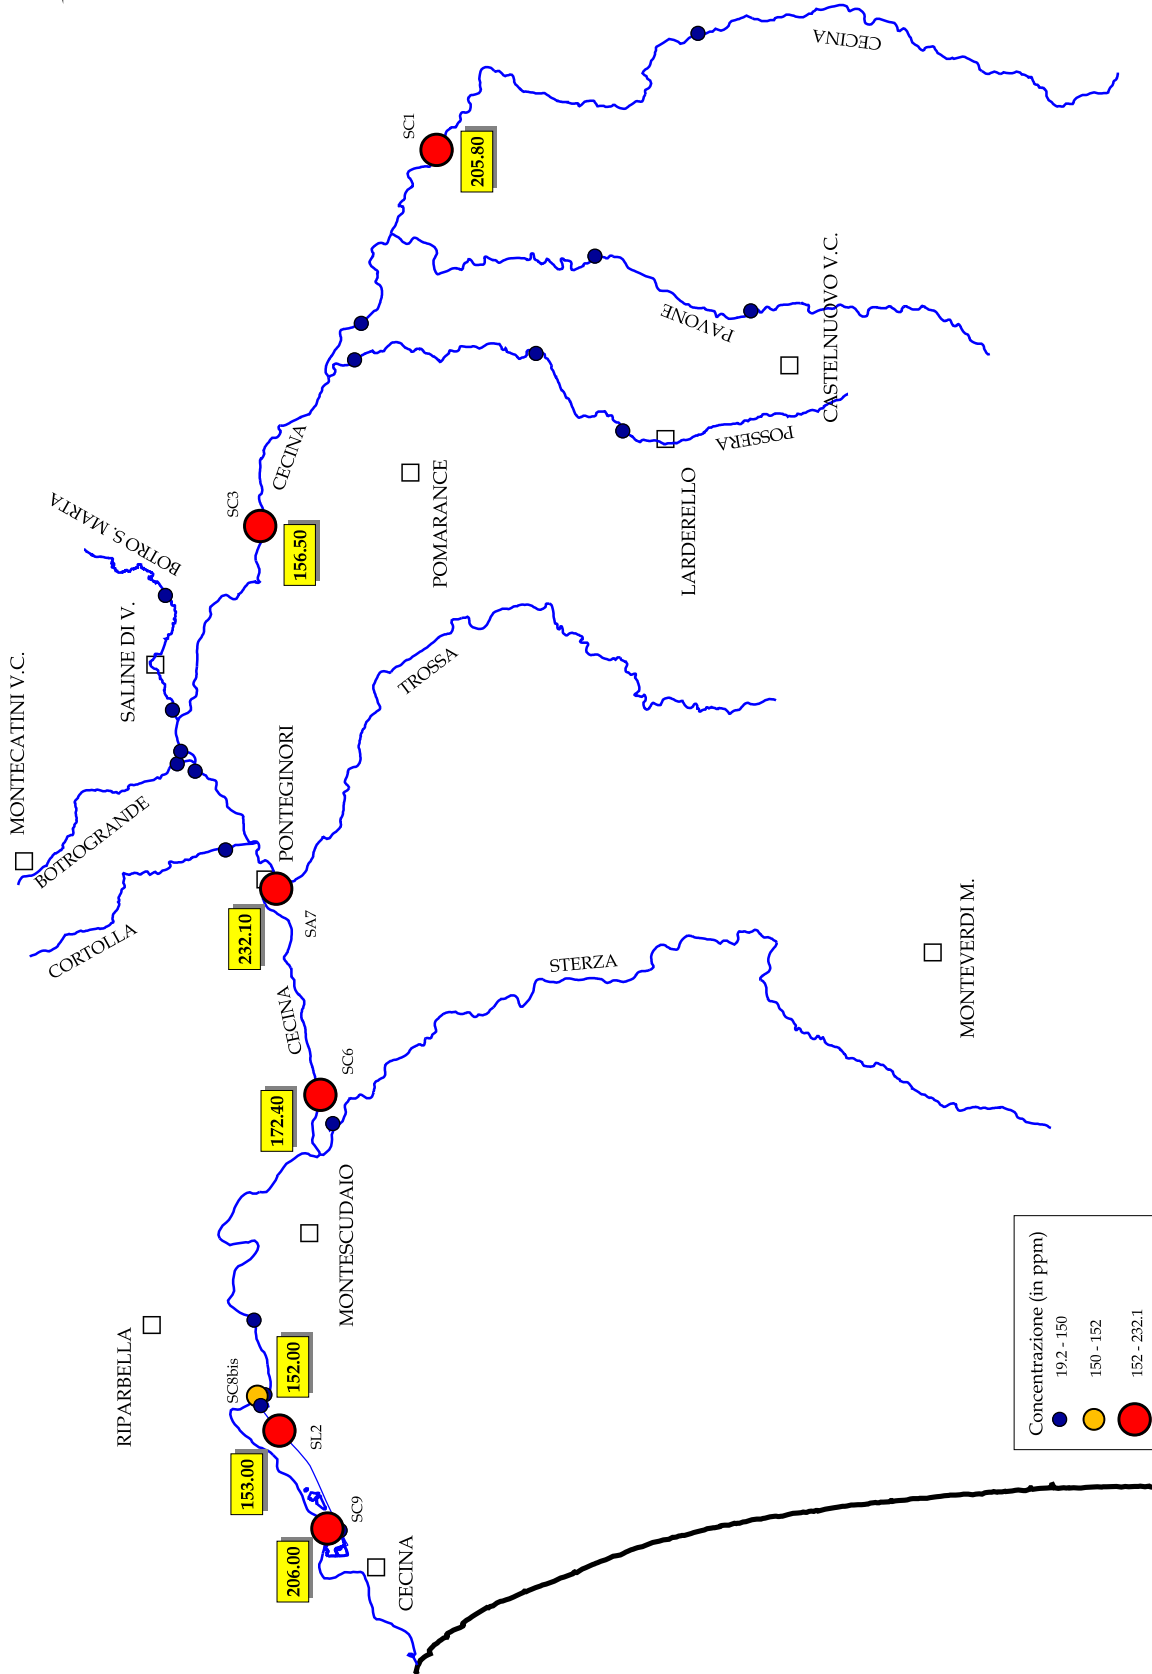 MONTECATINI V.C.
BOTROGRANDE
CORTOLLA
SALINE DI V.
BOTRO S. MARTA
RIPARBELLA
SC8bis
152.00
153.00
SL2
206.00
SC9
CECINA
MONTESCUDAIO
172.40
SC6
CECINA
232.10
SA7
PONTEGINORI
TROSSA
STERZA
SC3
156.50
CECINA
POMARANCE
SC1
205.80
LARDERELLO
POSSERA
PAVONE
CASTELNUOVO V.C.
CECINA
MONTEVERDI M.
Concentrazione (in ppm)
19.2 - 150
150 - 152
152 - 232.1